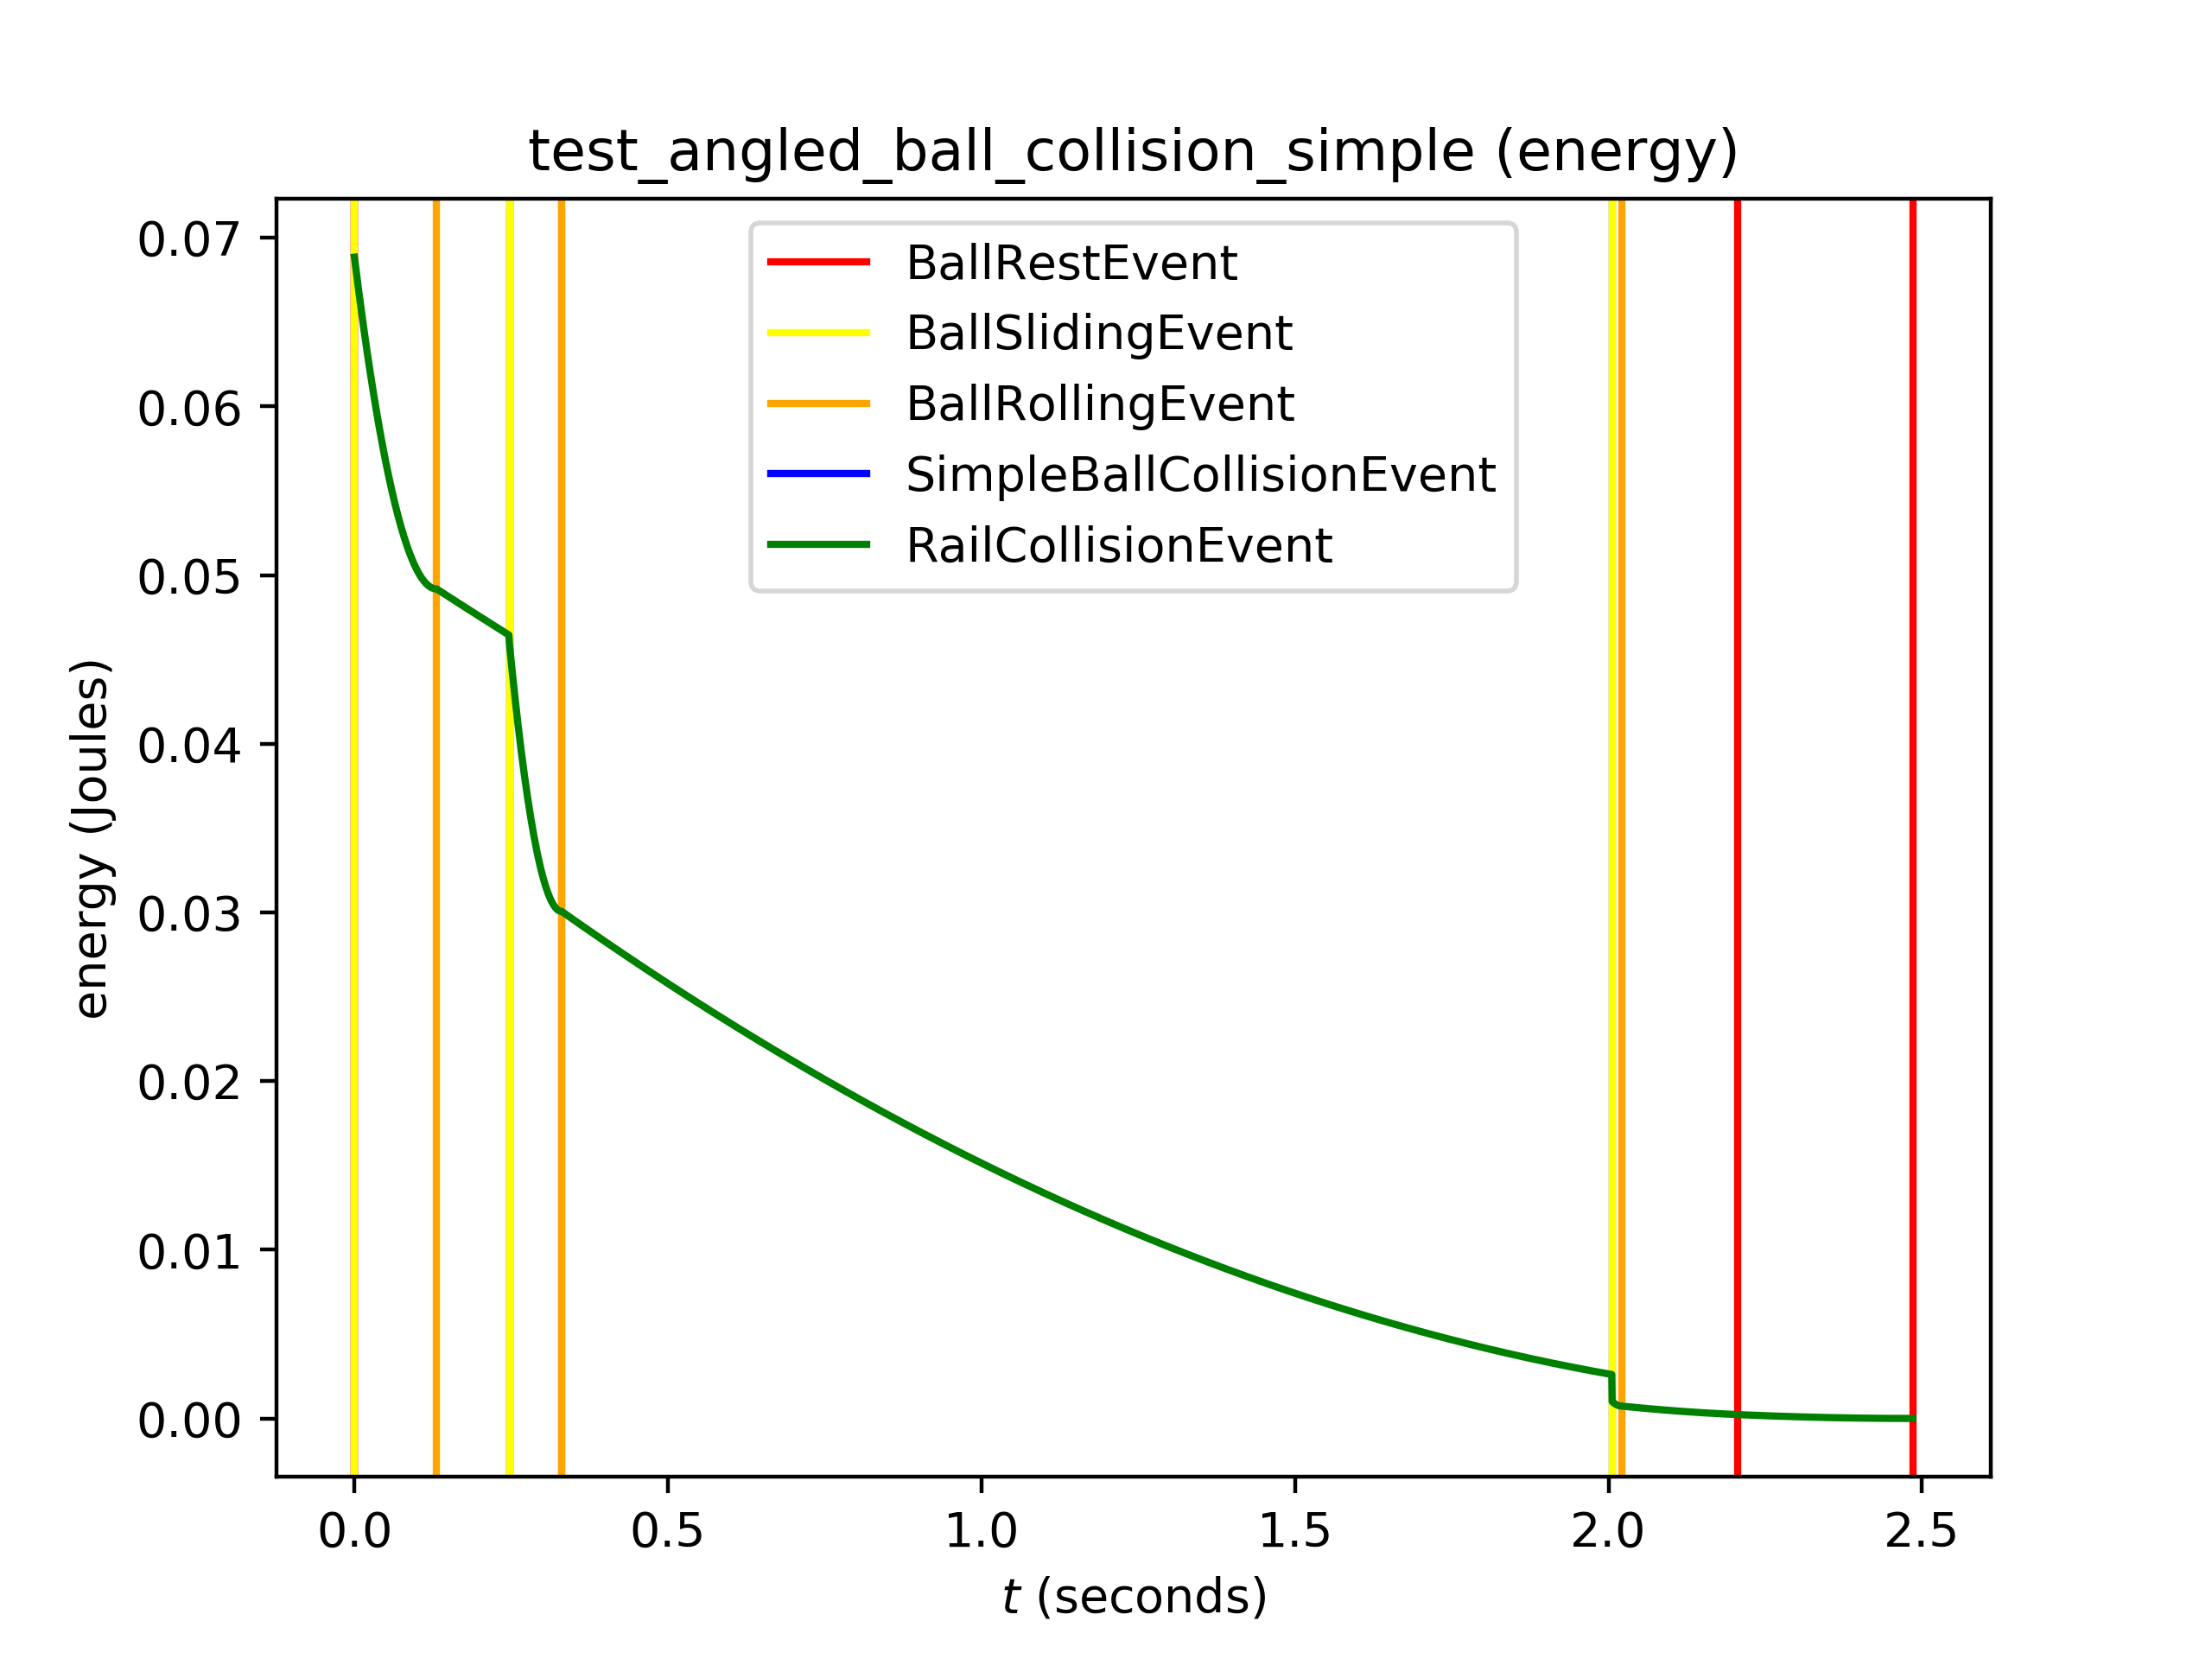 test_angled_ball_collision_simple (energy)
BallRestEvent
BallSlidingEvent
BallRollingEvent
SimpleBallCollisionEvent
RailCollisionEvent
energy (Joules)
0.07
0.06
0.05
0.04
0.03
0.02
0.01
0.00
0.0 0.5 1.0 1.5 2.0 2.5
t (seconds)